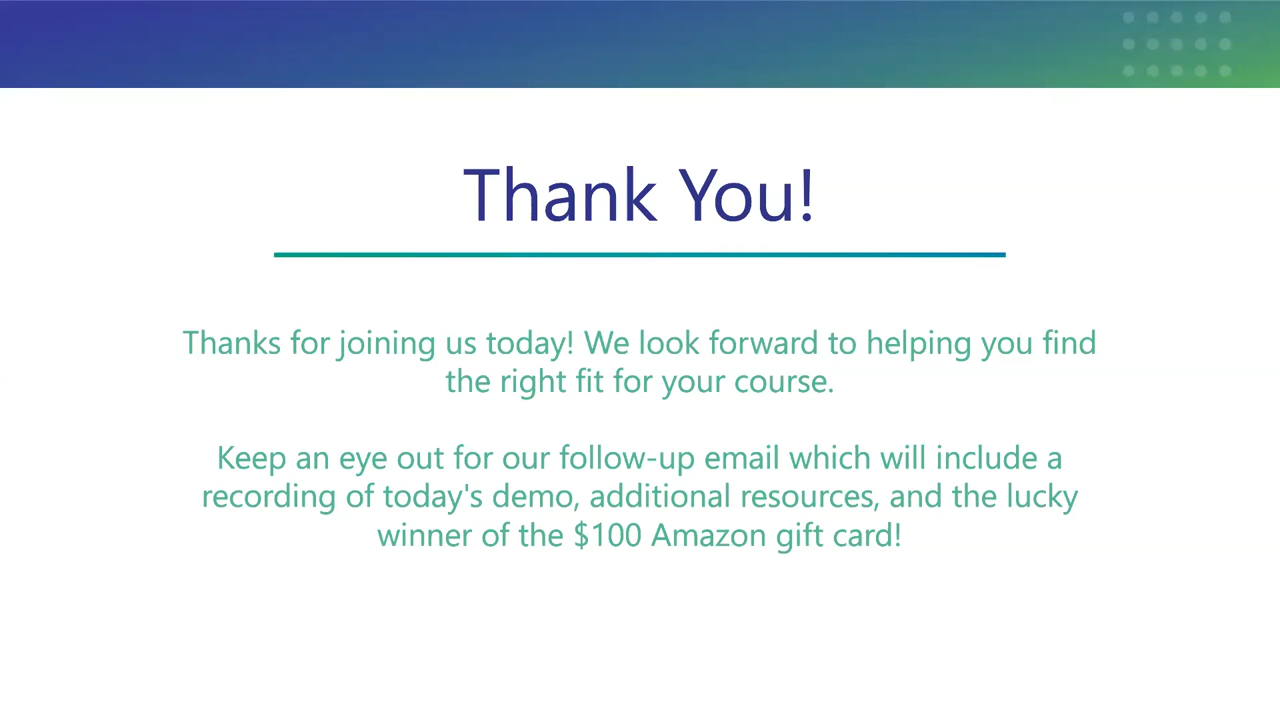 Thank You!
Thanks for joining us today! We look forward to helping you find
the right fit for your course.
Keep an eye out for our follow-up email which will include a
recording of today's demo, additional resources, and the lucky
winner of the $100 Amazon gift card!